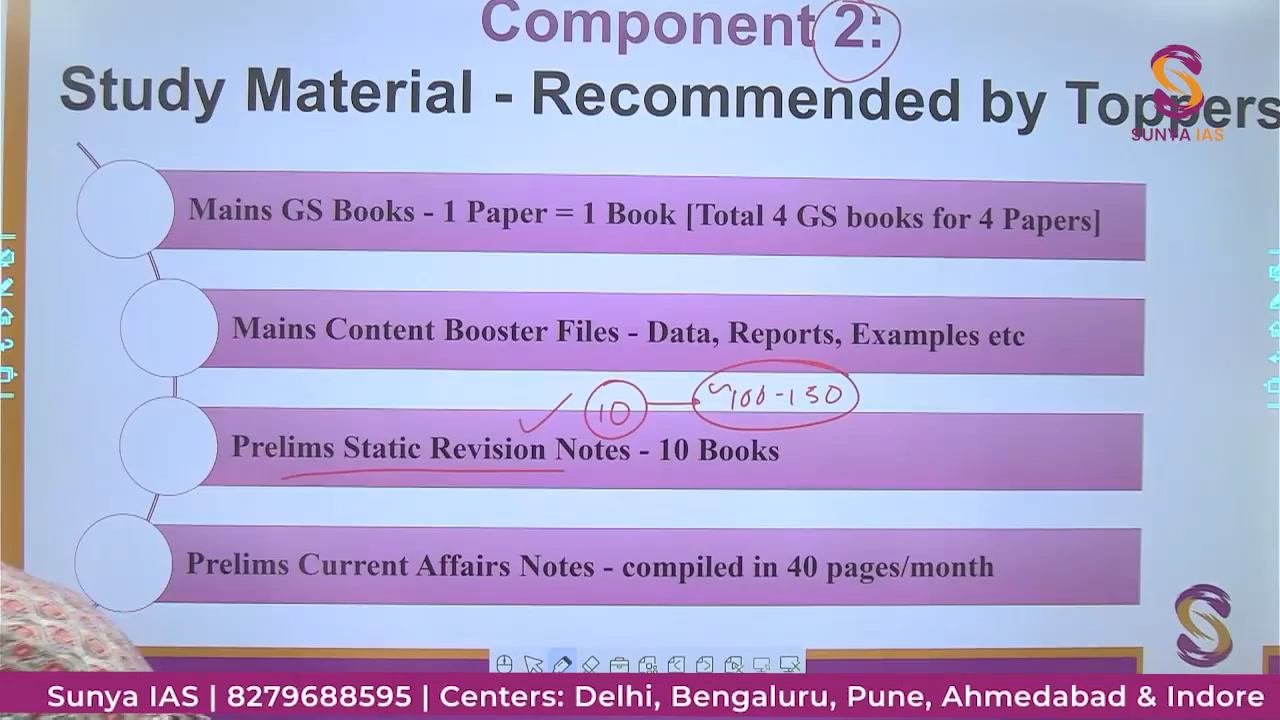 Component 2:
Study Material - Recommended by Toppers
SUNYA IAS
Mains GS Books - 1 Paper = 1 Book [Total 4 GS books for 4 Papers]
Mains Content Booster Files - Data, Reports, Examples etc
10 ~100-130
Prelims Static Revision Notes - 10 Books
Prelims Current Affairs Notes - compiled in 40 pages/month
Sunya IAS | 8279688595 | Centers: Delhi, Bengaluru, Pune, Ahmedabad & Indore